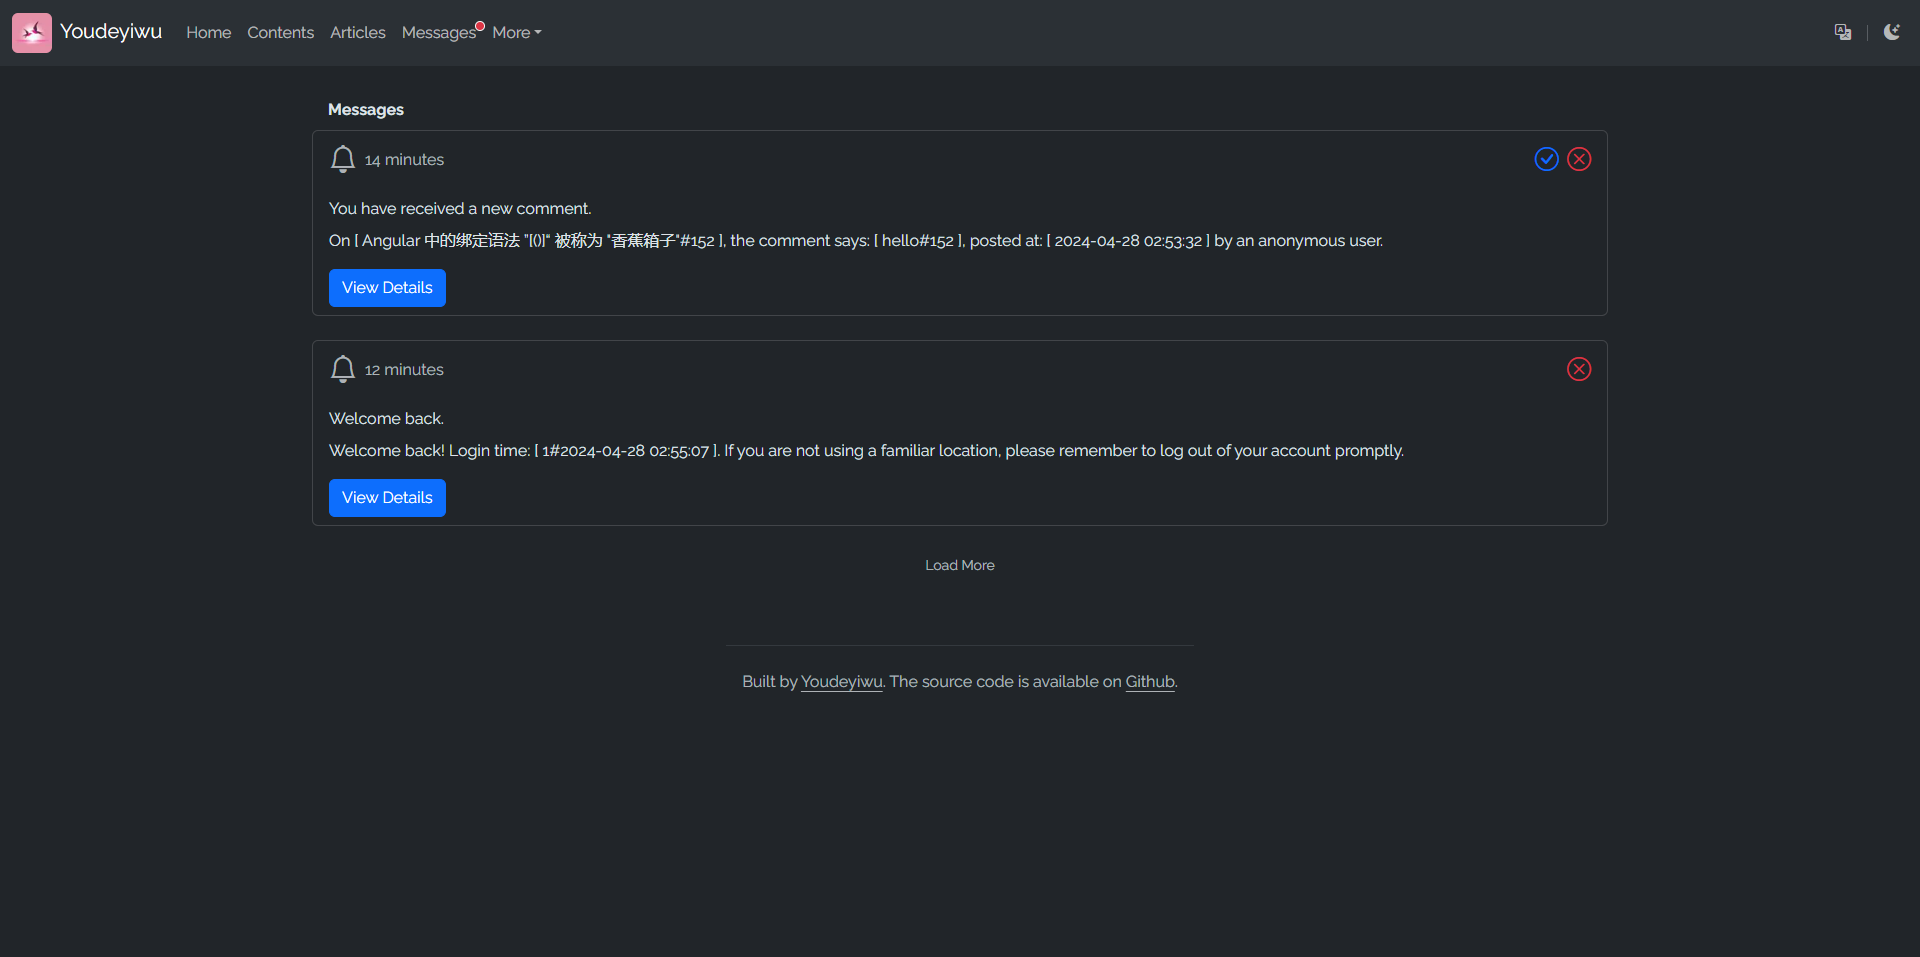 Youdeyiwu Home Contents Articles Messages More
Messages
14 minutes
You have received a new comment.
On [ Angular 中的绑定语法 "[()]" 被称为 "香蕉箱子"#152 ], the comment says: [ hello#152 ], posted at: [ 2024-04-28 02:53:32 ] by an anonymous user.
View Details
12 minutes
Welcome back.
Welcome back! Login time: [ 1#2024-04-28 02:55:07 ]. If you are not using a familiar location, please remember to log out of your account promptly.
View Details
Load More
Built by Youdeyiwu. The source code is available on Github.